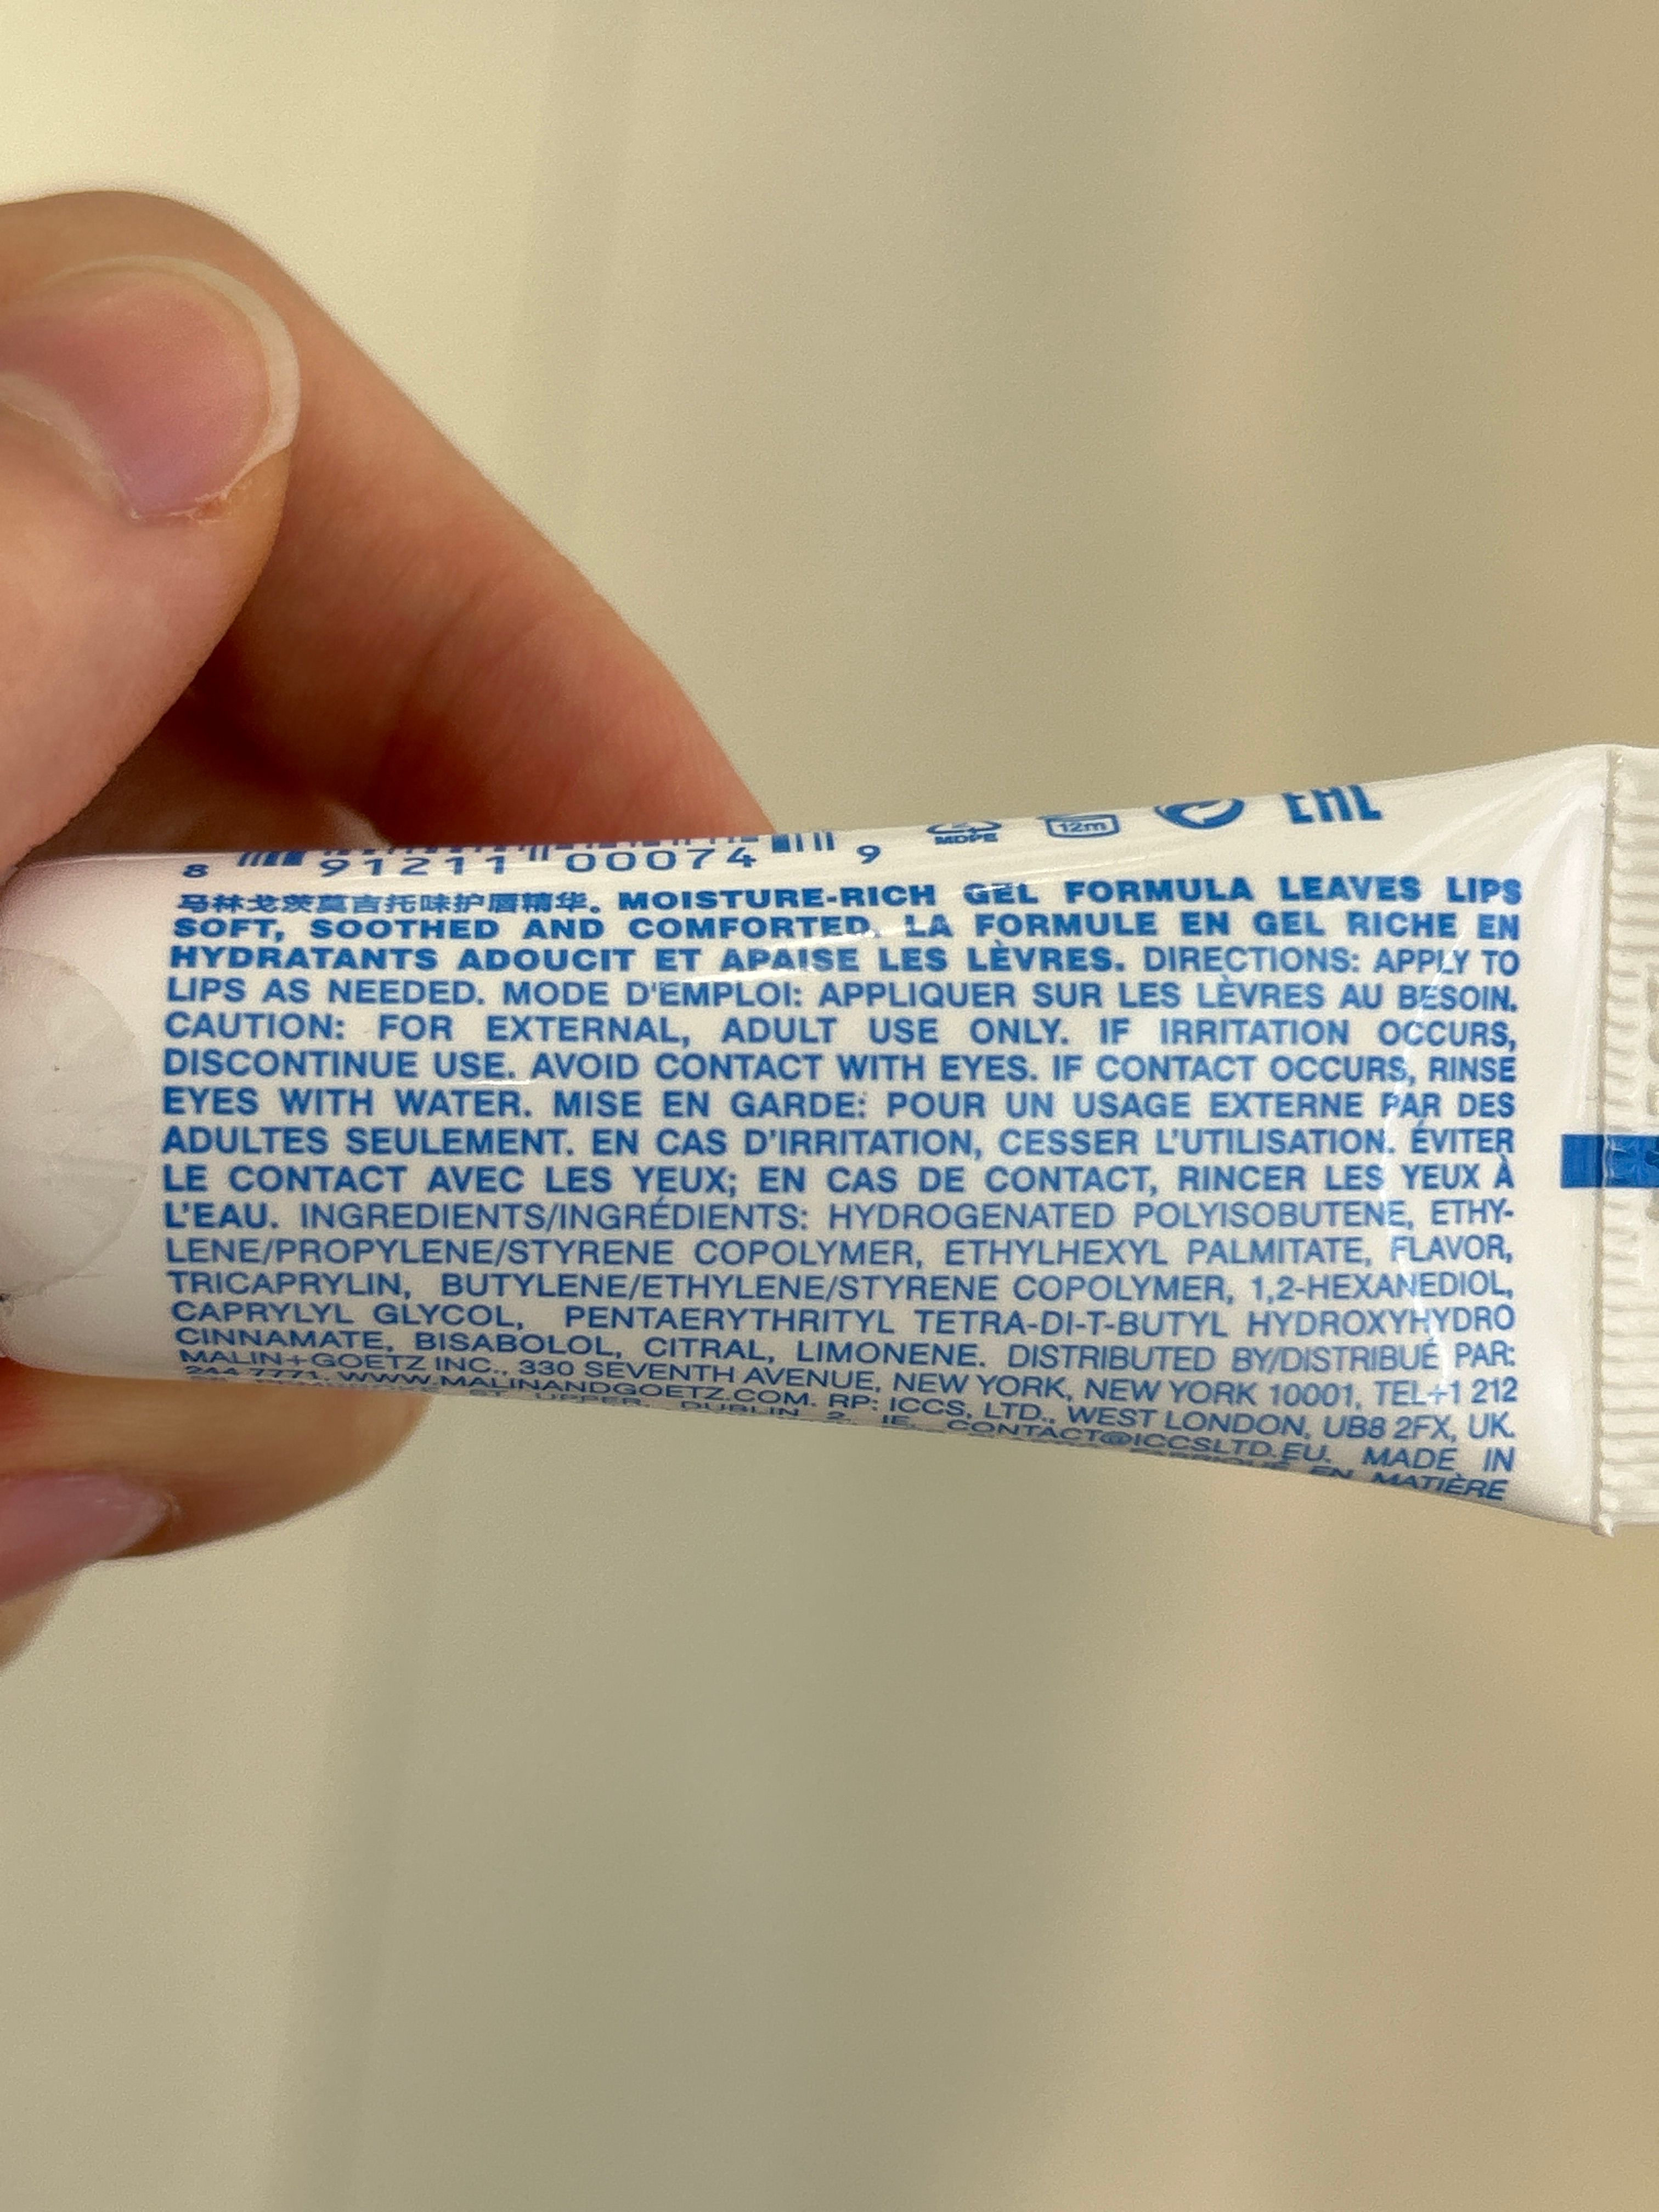 8 91211 00074 9
MDPE 12m EAC
马林戈茨莫吉托味护唇精华。MOISTURE-RICH GEL FORMULA LEAVES LIPS
SOFT, SOOTHED AND COMFORTED. LA FORMULE EN GEL RICHE EN
HYDRATANTS ADOUCIT ET APAISE LES LÈVRES. DIRECTIONS: APPLY TO
LIPS AS NEEDED. MODE D'EMPLOI: APPLIQUER SUR LES LÈVRES AU BESOIN.
CAUTION: FOR EXTERNAL, ADULT USE ONLY. IF IRRITATION OCCURS,
DISCONTINUE USE. AVOID CONTACT WITH EYES. IF CONTACT OCCURS, RINSE
EYES WITH WATER. MISE EN GARDE: POUR UN USAGE EXTERNE PAR DES
ADULTES SEULEMENT. EN CAS D'IRRITATION, CESSER L'UTILISATION. ÉVITER
LE CONTACT AVEC LES YEUX; EN CAS DE CONTACT, RINCER LES YEUX À
L'EAU. INGREDIENTS/INGRÉDIENTS: HYDROGENATED POLYISOBUTENE, ETHY-
LENE/PROPYLENE/STYRENE COPOLYMER, ETHYLHEXYL PALMITATE, FLAVOR,
TRICAPRYLIN, BUTYLENE/ETHYLENE/STYRENE COPOLYMER, 1,2-HEXANEDIOL,
CAPRYLYL GLYCOL, PENTAERYTHRITYL TETRA-DI-T-BUTYL HYDROXYHYDRO
CINNAMATE, BISABOLOL, CITRAL, LIMONENE. DISTRIBUTED BY/DISTRIBUÉ PAR:
MALIN+GOETZ INC., 330 SEVENTH AVENUE, NEW YORK, NEW YORK 10001, TEL+1 212
244 7771, WWW.MALINANDGOETZ.COM. RP: ICCS, LTD., WEST LONDON, UB8 2FX, UK.
ST UPPER, DUBLIN 2, IE. CONTACT@ICCSLTD.EU. MADE IN
EN MATIÈRE